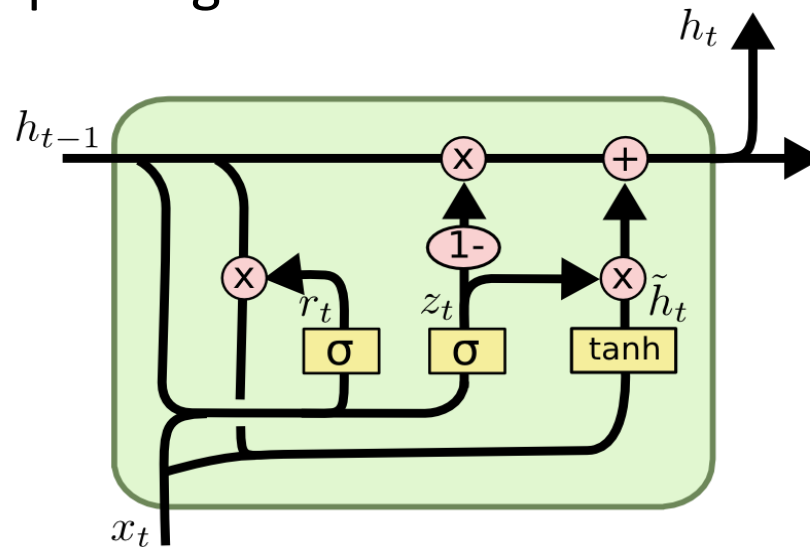 h_t
h_{t-1}
x
+
1-
x
r_t
z_t
x
h̃_t
σ
σ
tanh
x_t